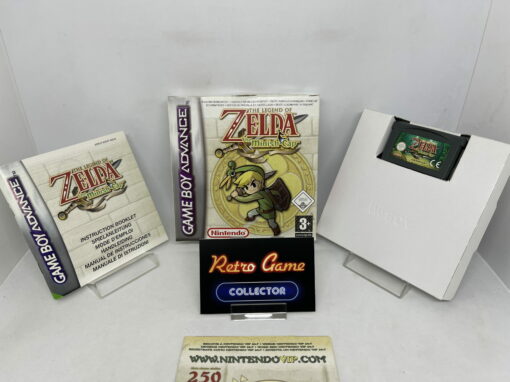 GAME BOY ADVANCE
THE LEGEND OF
ZELDA
The Minish Cap
INSTRUCTION BOOKLET
SPIELANLEITUNG
MODE D'EMPLOI
HANDLEIDING
MANUAL DE INSTRUCCIONES
MANUALE DI ISTRUZIONI
GAME BOY ADVANCE
THE LEGEND OF
ZELDA
The Minish Cap
Nintendo
3+
ZELDA
Retro Game
COLLECTOR
WWW.NINTENDOVIP.COM
250